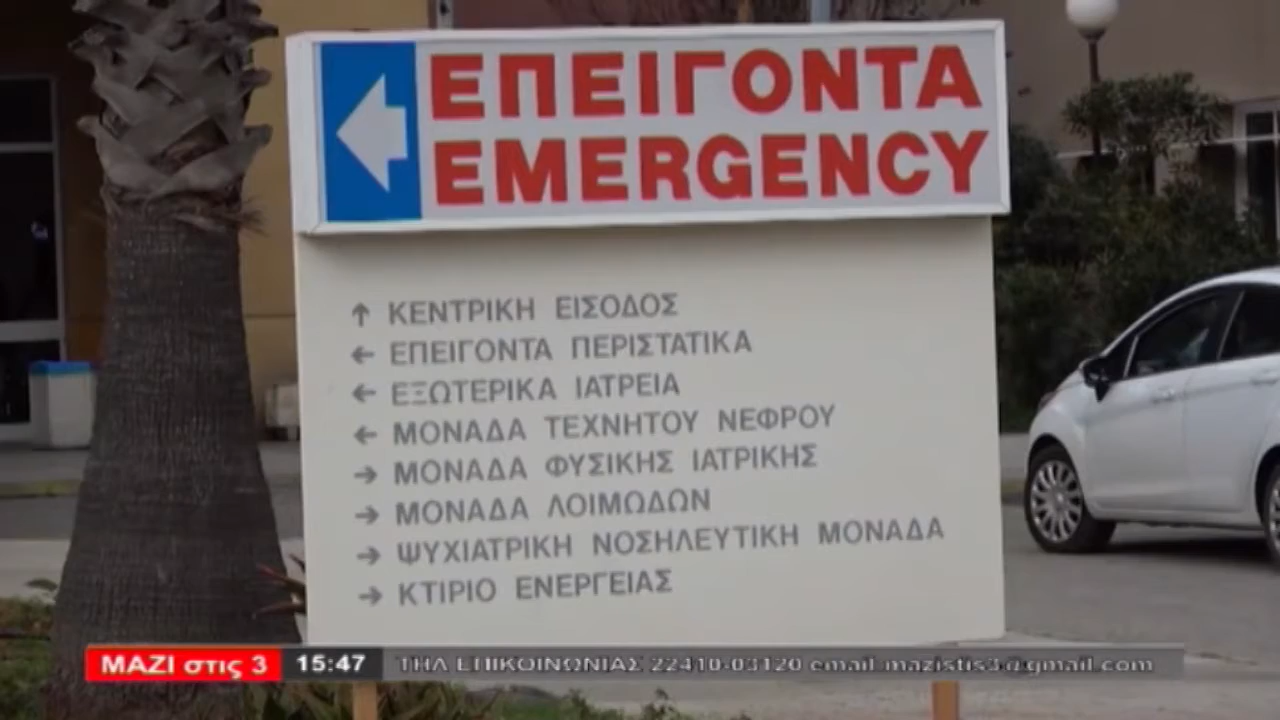 ΕΠΕΙΓΟΝΤΑ
EMERGENCY
↑ ΚΕΝΤΡΙΚΗ ΕΙΣΟΔΟΣ
← ΕΠΕΙΓΟΝΤΑ ΠΕΡΙΣΤΑΤΙΚΑ
← ΕΞΩΤΕΡΙΚΑ ΙΑΤΡΕΙΑ
← ΜΟΝΑΔΑ ΤΕΧΝΗΤΟΥ ΝΕΦΡΟΥ
→ ΜΟΝΑΔΑ ΦΥΣΙΚΗΣ ΙΑΤΡΙΚΗΣ
→ ΜΟΝΑΔΑ ΛΟΙΜΩΔΩΝ
→ ΨΥΧΙΑΤΡΙΚΗ ΝΟΣΗΛΕΥΤΙΚΗ ΜΟΝΑΔΑ
→ ΚΤΙΡΙΟ ΕΝΕΡΓΕΙΑΣ
ΜΑΖΙ στις 3 15:47 ΤΗΛ ΕΠΙΚΟΙΝΩΝΙΑΣ 22410-03120 email mazistis3@gmail.com